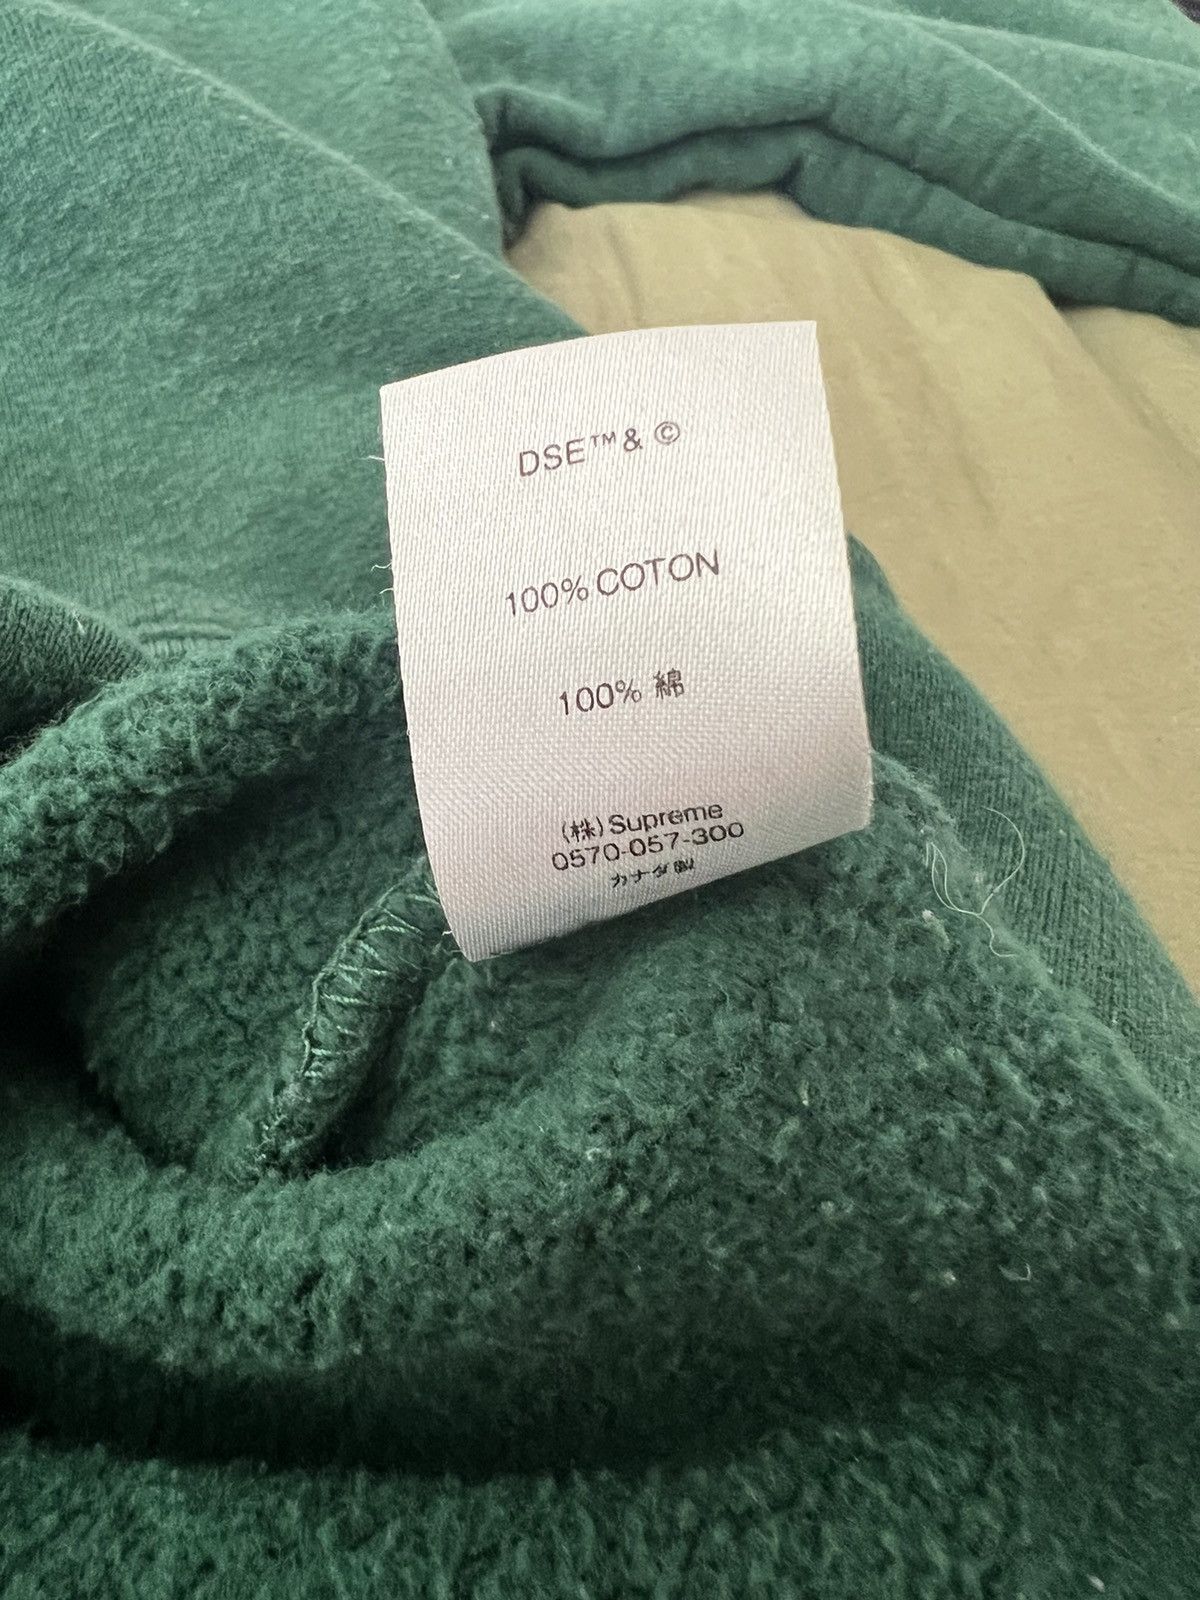 DSE™ & ©
100% COTON
100% 綿
(株) Supreme
0570-057-300
カナダ製